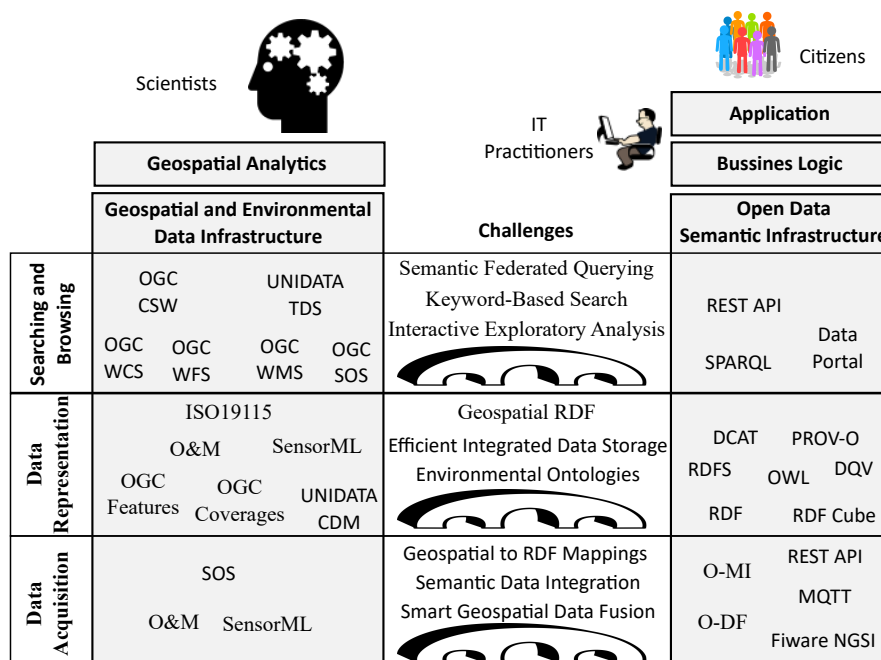 Scientists
Citizens
IT
Practitioners
Application
Geospatial Analytics
Bussines Logic
Geospatial and Environmental
Data Infrastructure
Challenges
Open Data
Semantic Infrastructure
Searching and
Browsing
OGC
CSW
UNIDATA
TDS
OGC
WCS
OGC
WFS
OGC
WMS
OGC
SOS
Semantic Federated Querying
Keyword-Based Search
Interactive Exploratory Analysis
REST API
SPARQL
Data
Portal
Data
Representation
ISO19115
O&M
SensorML
OGC
Features
OGC
Coverages
UNIDATA
CDM
Geospatial RDF
Efficient Integrated Data Storage
Environmental Ontologies
DCAT
PROV-O
RDFS
OWL
DQV
RDF
RDF Cube
Data
Acquisition
SOS
O&M
SensorML
Geospatial to RDF Mappings
Semantic Data Integration
Smart Geospatial Data Fusion
O-MI
REST API
MQTT
O-DF
Fiware NGSI